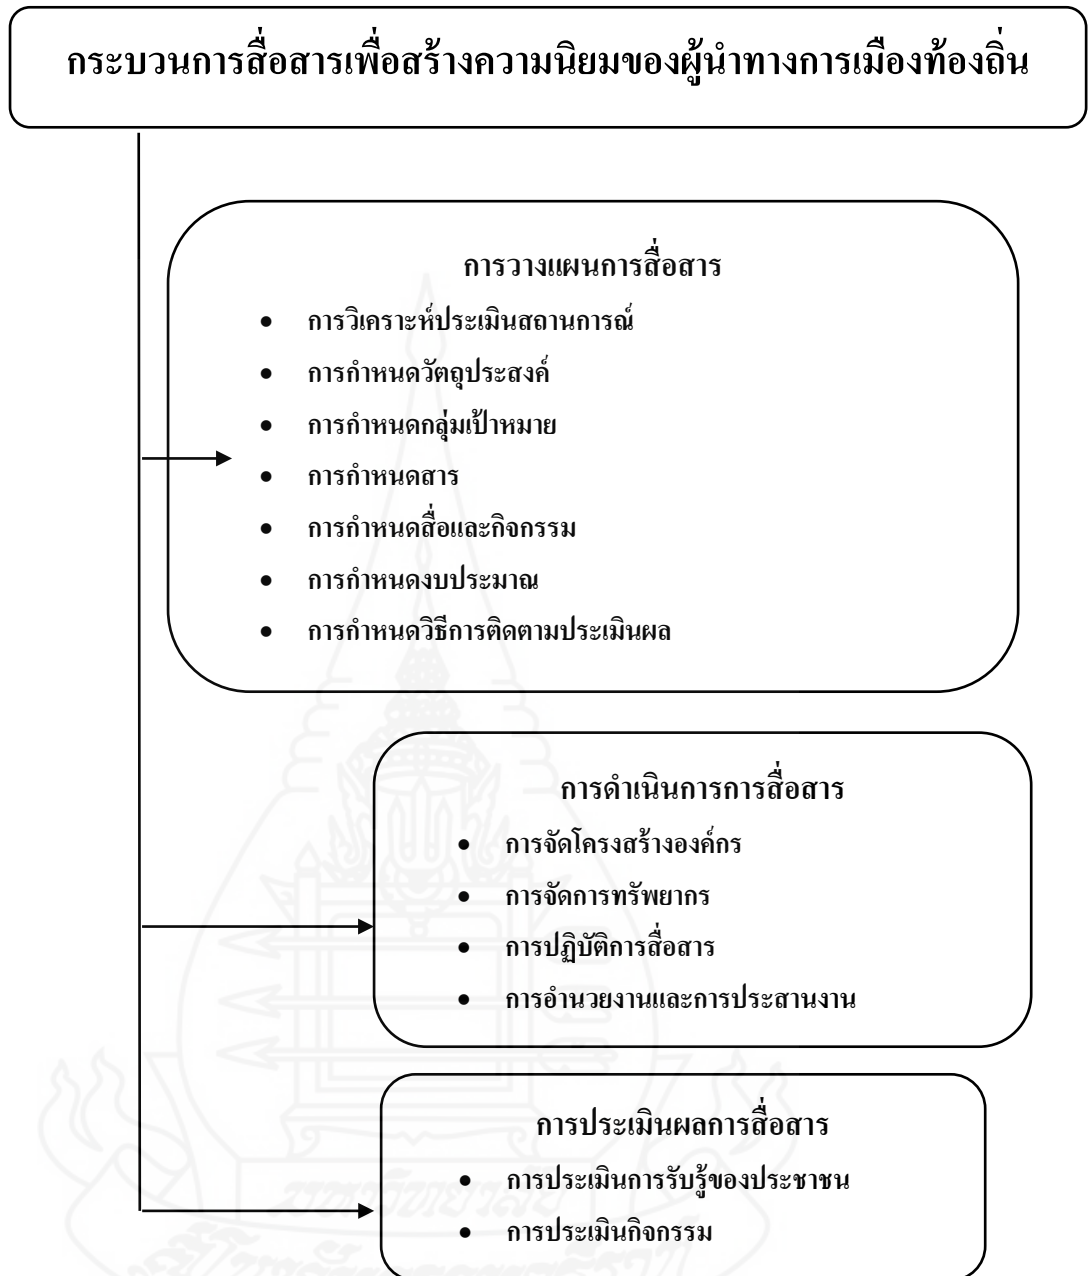 กระบวนการสื่อสารเพื่อสร้างความนิยมของผู้นำทางการเมืองท้องถิ่น
การวางแผนการสื่อสาร
• การวิเคราะห์ประเมินสถานการณ์
• การกำหนดวัตถุประสงค์
• การกำหนดกลุ่มเป้าหมาย
• การกำหนดสาร
• การกำหนดสื่อและกิจกรรม
• การกำหนดงบประมาณ
• การกำหนดวิธีการติดตามประเมินผล
การดำเนินการการสื่อสาร
• การจัดโครงสร้างองค์กร
• การจัดการทรัพยากร
• การปฏิบัติการสื่อสาร
• การอำนวยงานและการประสานงาน
การประเมินผลการสื่อสาร
• การประเมินการรับรู้ของประชาชน
• การประเมินกิจกรรม